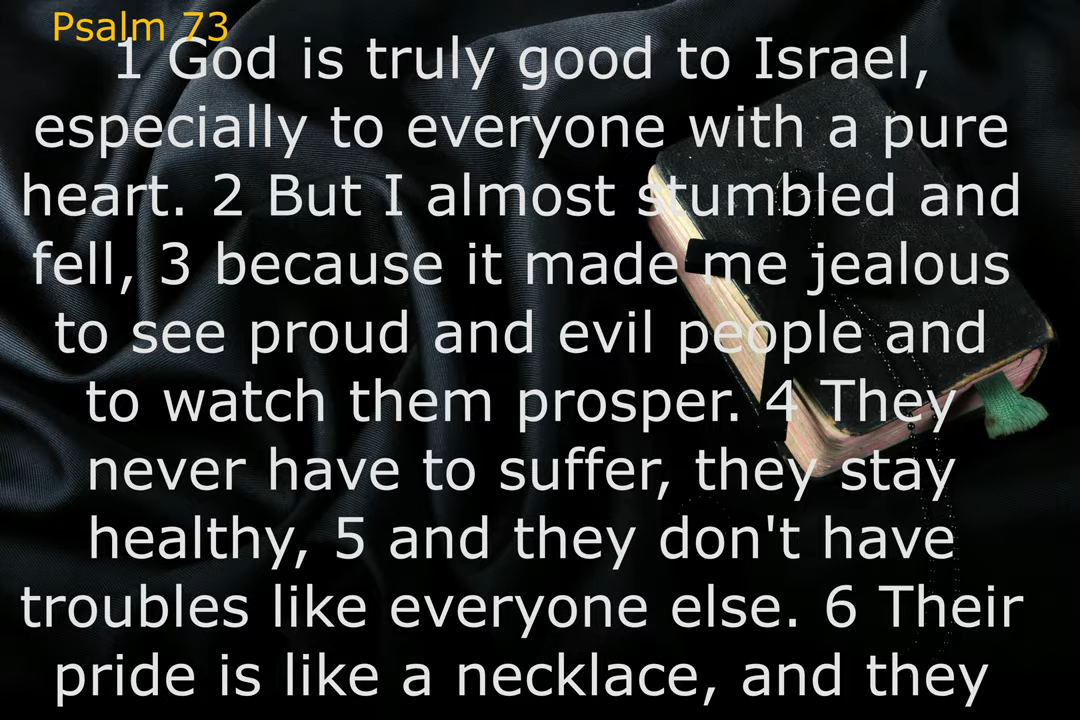 Psalm 73
1 God is truly good to Israel,
especially to everyone with a pure
heart. 2 But I almost stumbled and
fell, 3 because it made me jealous
to see proud and evil people and
to watch them prosper. 4 They
never have to suffer, they stay
healthy, 5 and they don't have
troubles like everyone else. 6 Their
pride is like a necklace, and they